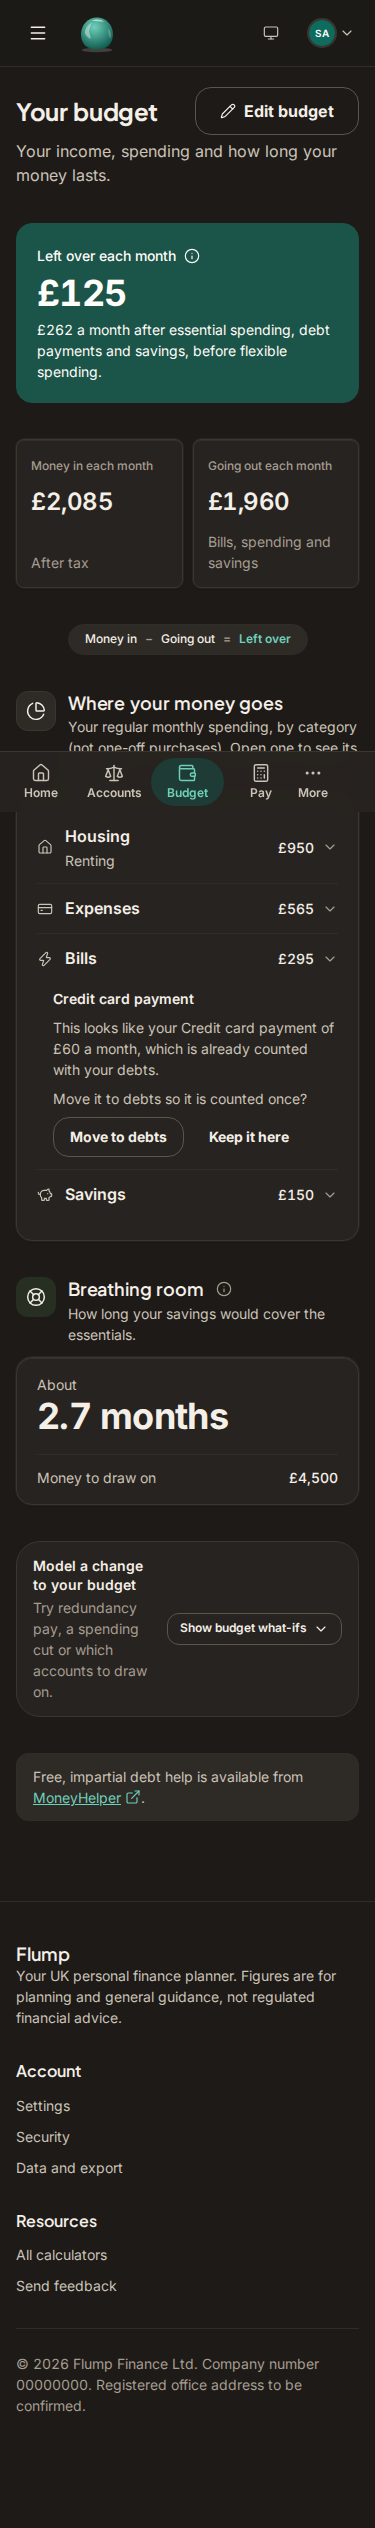 SA
Your budget
Edit budget
Your income, spending and how long your
money lasts.
Left over each month
£125
£262 a month after essential spending, debt
payments and savings, before flexible
spending.
Money in each month
£2,085
After tax
Going out each month
£1,960
Bills, spending and
savings
Money in − Going out = Left over
Where your money goes
Your regular monthly spending, by category
(not one-off purchases). Open one to see its
Home
Accounts
Budget
Pay
More
Housing
Renting
£950
Expenses
£565
Bills
£295
Credit card payment
This looks like your Credit card payment of
£60 a month, which is already counted
with your debts.
Move it to debts so it is counted once?
Move to debts
Keep it here
Savings
£150
Breathing room
How long your savings would cover the
essentials.
About
2.7 months
Money to draw on
£4,500
Model a change
to your budget
Try redundancy
pay, a spending
cut or which
accounts to draw
on.
Show budget what-ifs
Free, impartial debt help is available from
MoneyHelper .
Flump
Your UK personal finance planner. Figures are for
planning and general guidance, not regulated
financial advice.
Account
Settings
Security
Data and export
Resources
All calculators
Send feedback
© 2026 Flump Finance Ltd. Company number
00000000. Registered office address to be
confirmed.